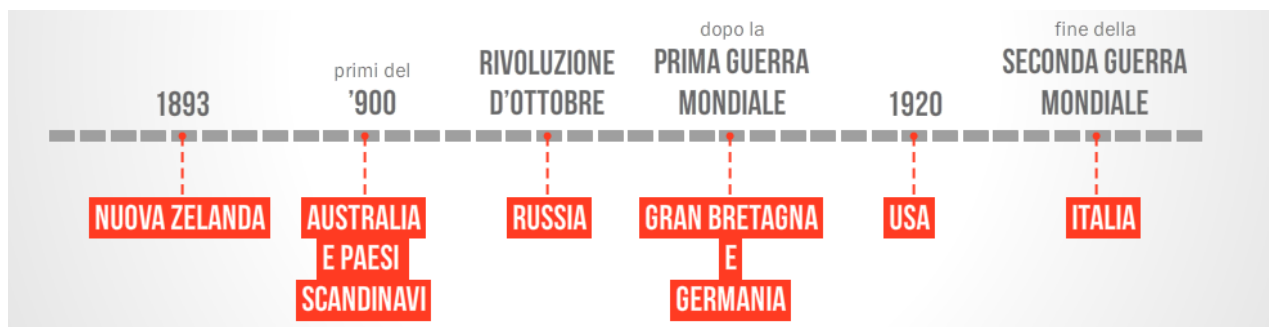 1893
NUOVA ZELANDA
primi del
’900
AUSTRALIA
E PAESI
SCANDINAVI
RIVOLUZIONE
D’OTTOBRE
RUSSIA
dopo la
PRIMA GUERRA
MONDIALE
GRAN BRETAGNA
E
GERMANIA
1920
USA
fine della
SECONDA GUERRA
MONDIALE
ITALIA